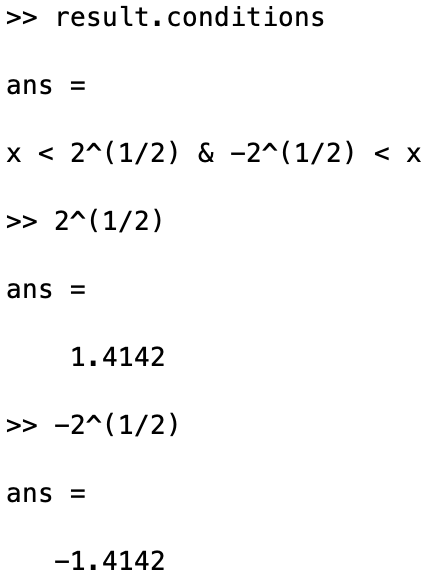 >> result.conditions
ans =
x < 2^(1/2) & -2^(1/2) < x
>> 2^(1/2)
ans =
1.4142
>> -2^(1/2)
ans =
-1.4142